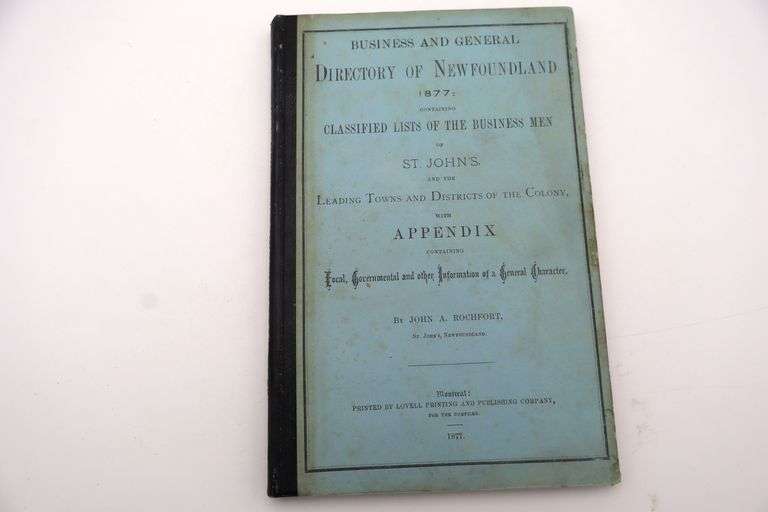 BUSINESS AND GENERAL
DIRECTORY OF NEWFOUNDLAND
1877;
CONTAINING
CLASSIFIED LISTS OF THE BUSINESS MEN
OF
ST. JOHN'S,
AND THE
LEADING TOWNS AND DISTRICTS OF THE COLONY,
WITH
APPENDIX
CONTAINING
Local, Governmental and other Information of a General Character.
BY JOHN A. ROCHFORT,
ST. JOHN'S, NEWFOUNDLAND.
Montreal:
PRINTED BY LOVELL PRINTING AND PUBLISHING COMPANY,
FOR THE COMPILER.
1877.